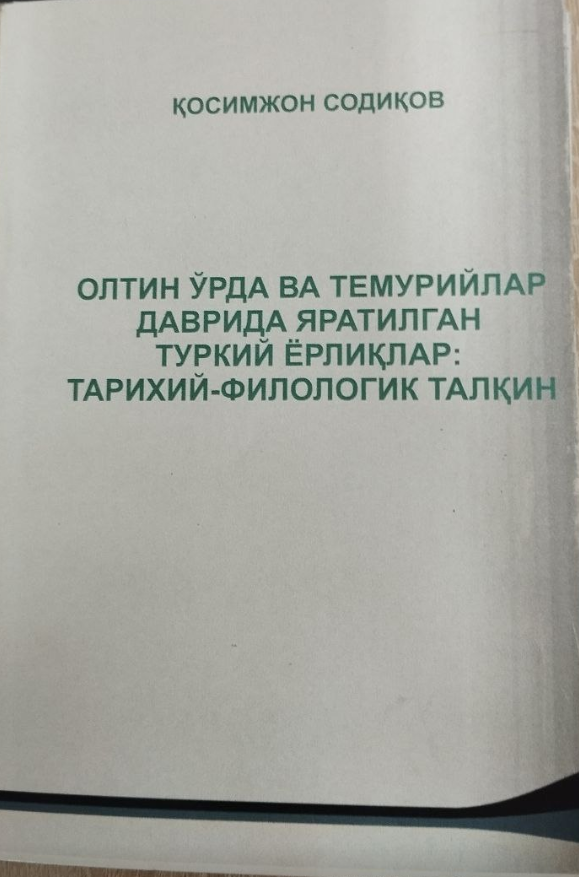 ҚОСИМЖОН СОДИҚОВ
ОЛТИН ЎРДА ВА ТЕМУРИЙЛАР
ДАВРИДА ЯРАТИЛГАН
ТУРКИЙ ЁРЛИҚЛАР:
ТАРИХИЙ-ФИЛОЛОГИК ТАЛҚИН